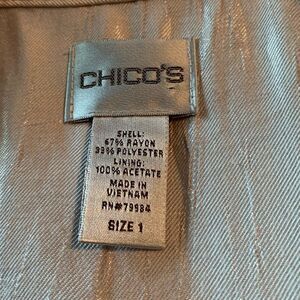 CHICO'S
SHELL:
67% RAYON
33% POLYESTER
LINING:
100% ACETATE
MADE IN
VIETNAM
RN#79984
SIZE 1